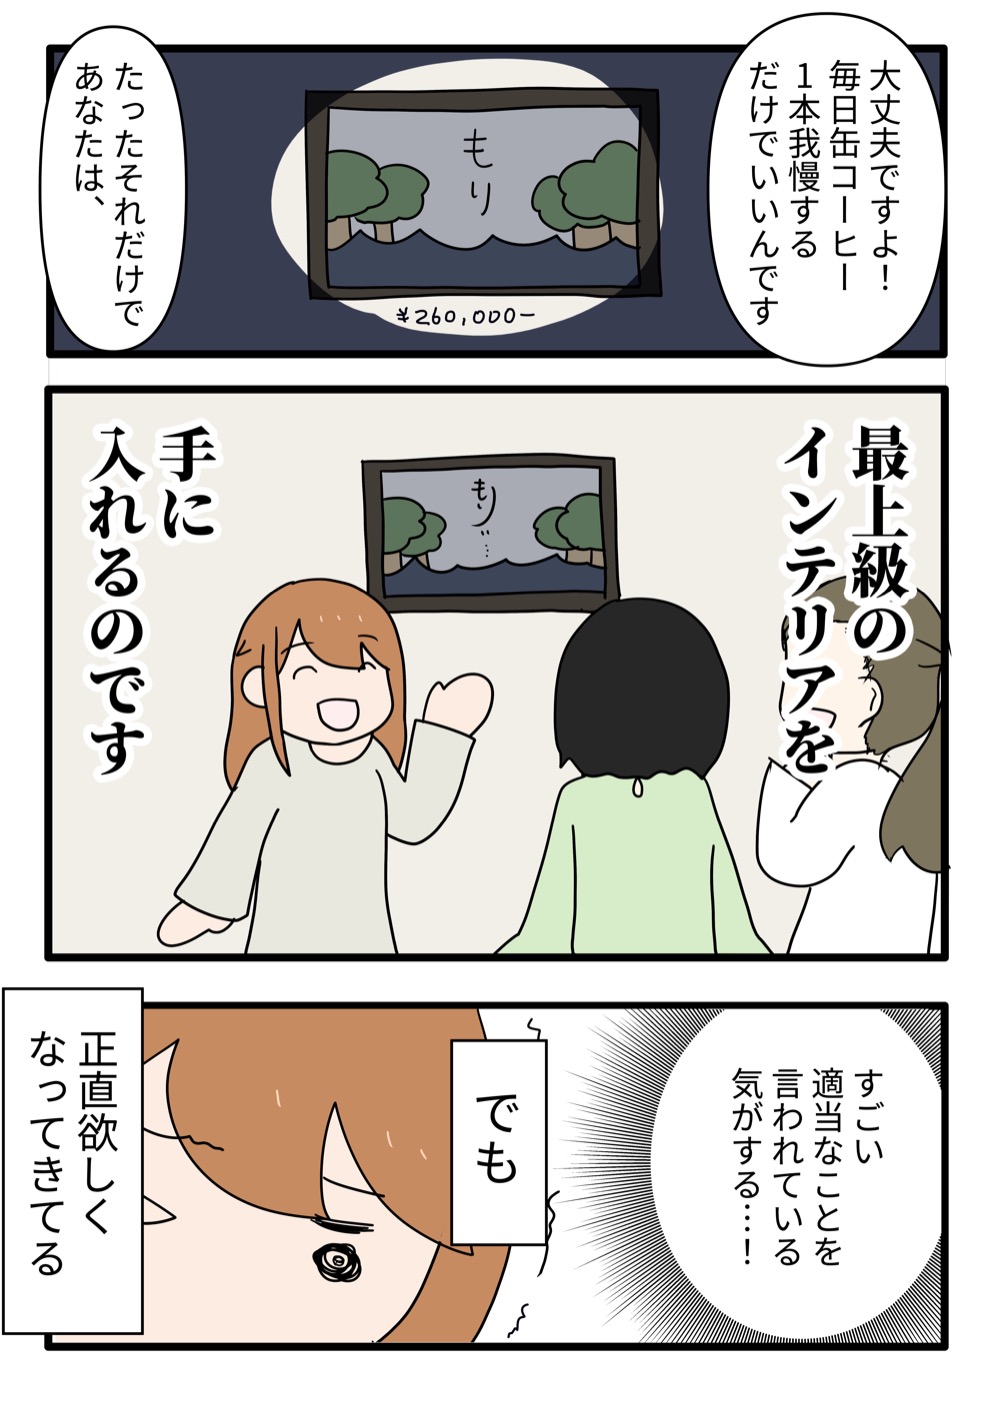 大丈夫ですよ！
毎日缶コーヒー
1本我慢する
だけでいいんです
もり
¥260,000-
たったそれだけで
あなたは、
最上級の
インテリアを
もり…
手に
入れるのです
すごい
適当なことを
言われている
気がする…！
でも
正直欲しく
なってきてる